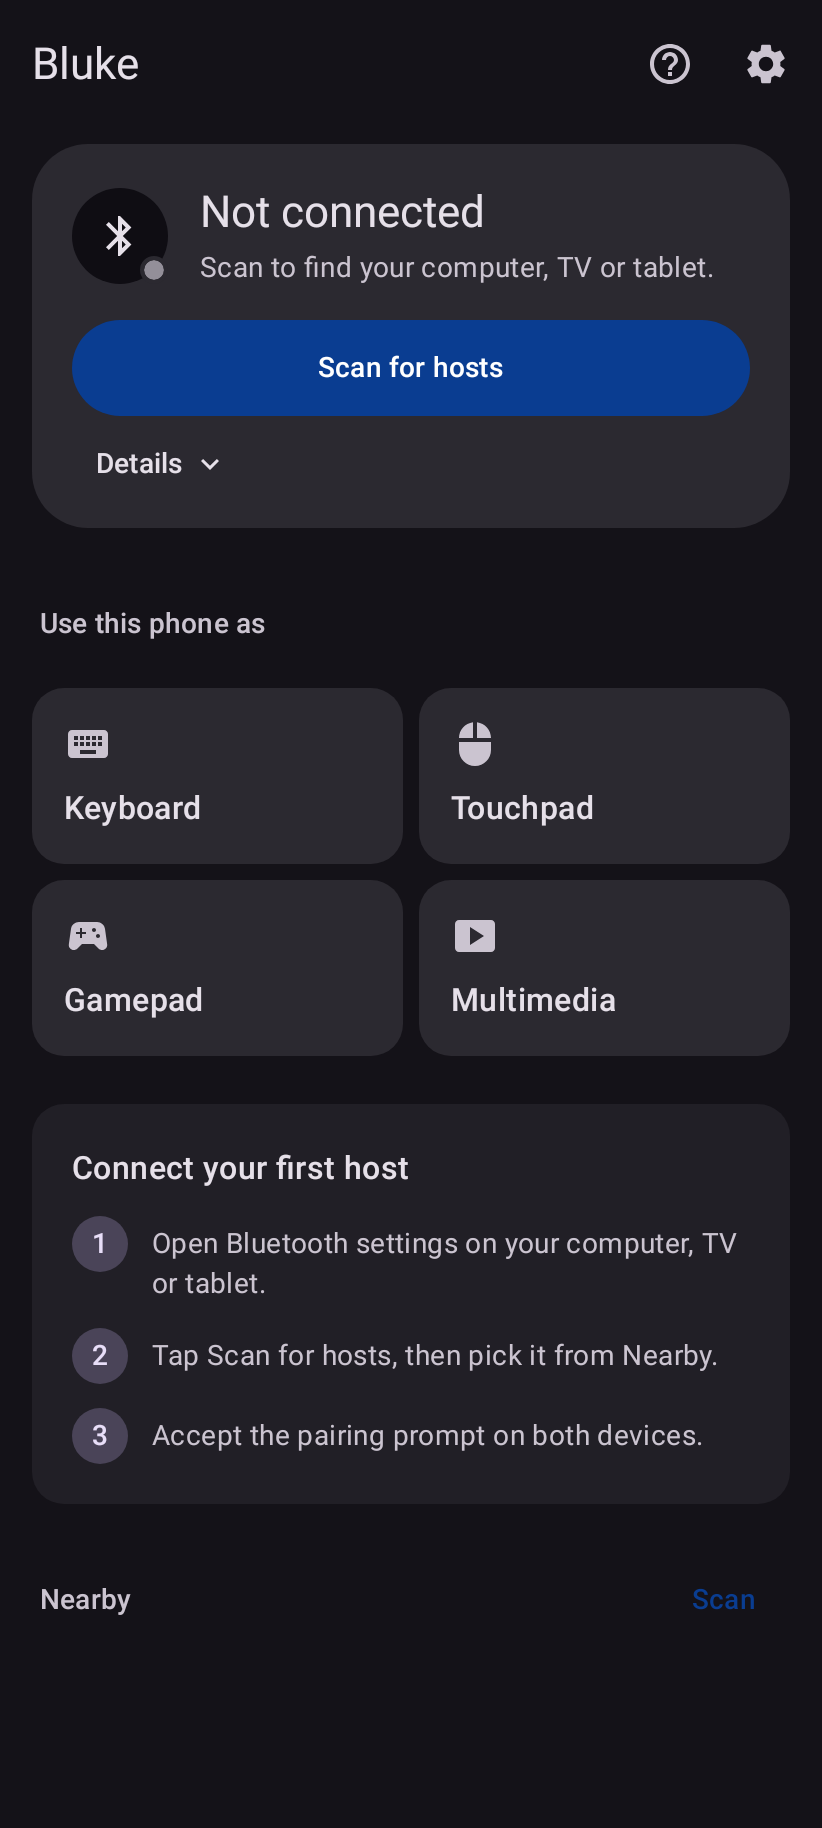 Bluke
Not connected
Scan to find your computer, TV or tablet.
Scan for hosts
Details
Use this phone as
Keyboard
Touchpad
Gamepad
Multimedia
Connect your first host
1 Open Bluetooth settings on your computer, TV
or tablet.
2 Tap Scan for hosts, then pick it from Nearby.
3 Accept the pairing prompt on both devices.
Nearby
Scan